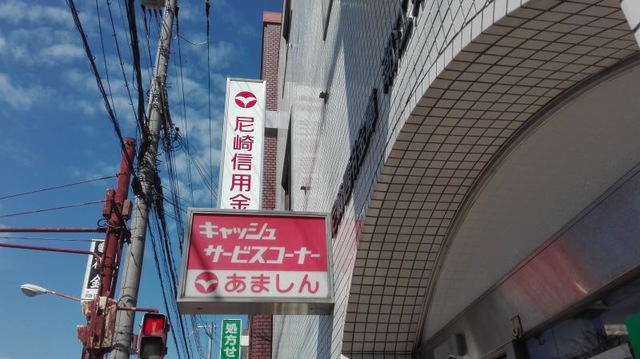 尼崎信用金
キャッシュ
サービスコーナー
あましん
処方せ